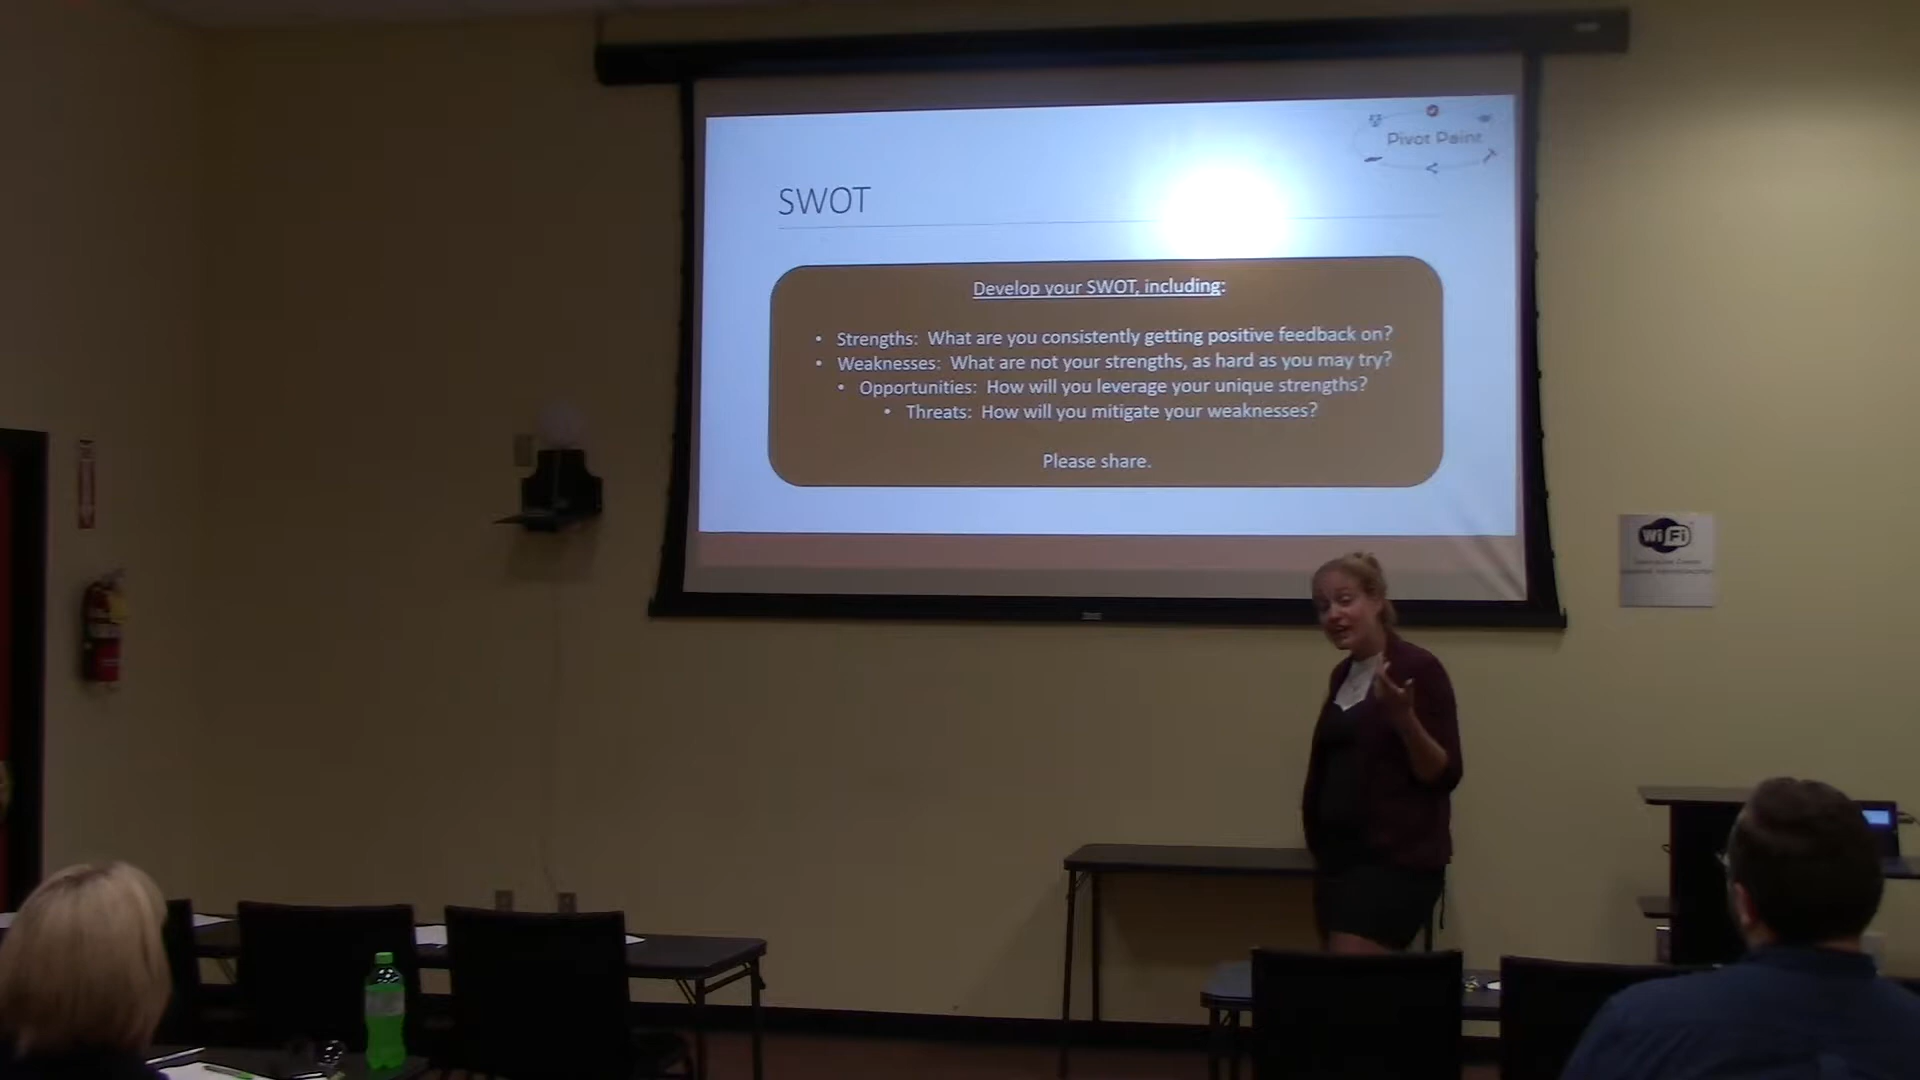 Pivot Point
SWOT
Develop your SWOT, including:
• Strengths: What are you consistently getting positive feedback on?
• Weaknesses: What are not your strengths, as hard as you may try?
• Opportunities: How will you leverage your unique strengths?
• Threats: How will you mitigate your weaknesses?
Please share.
Wi Fi